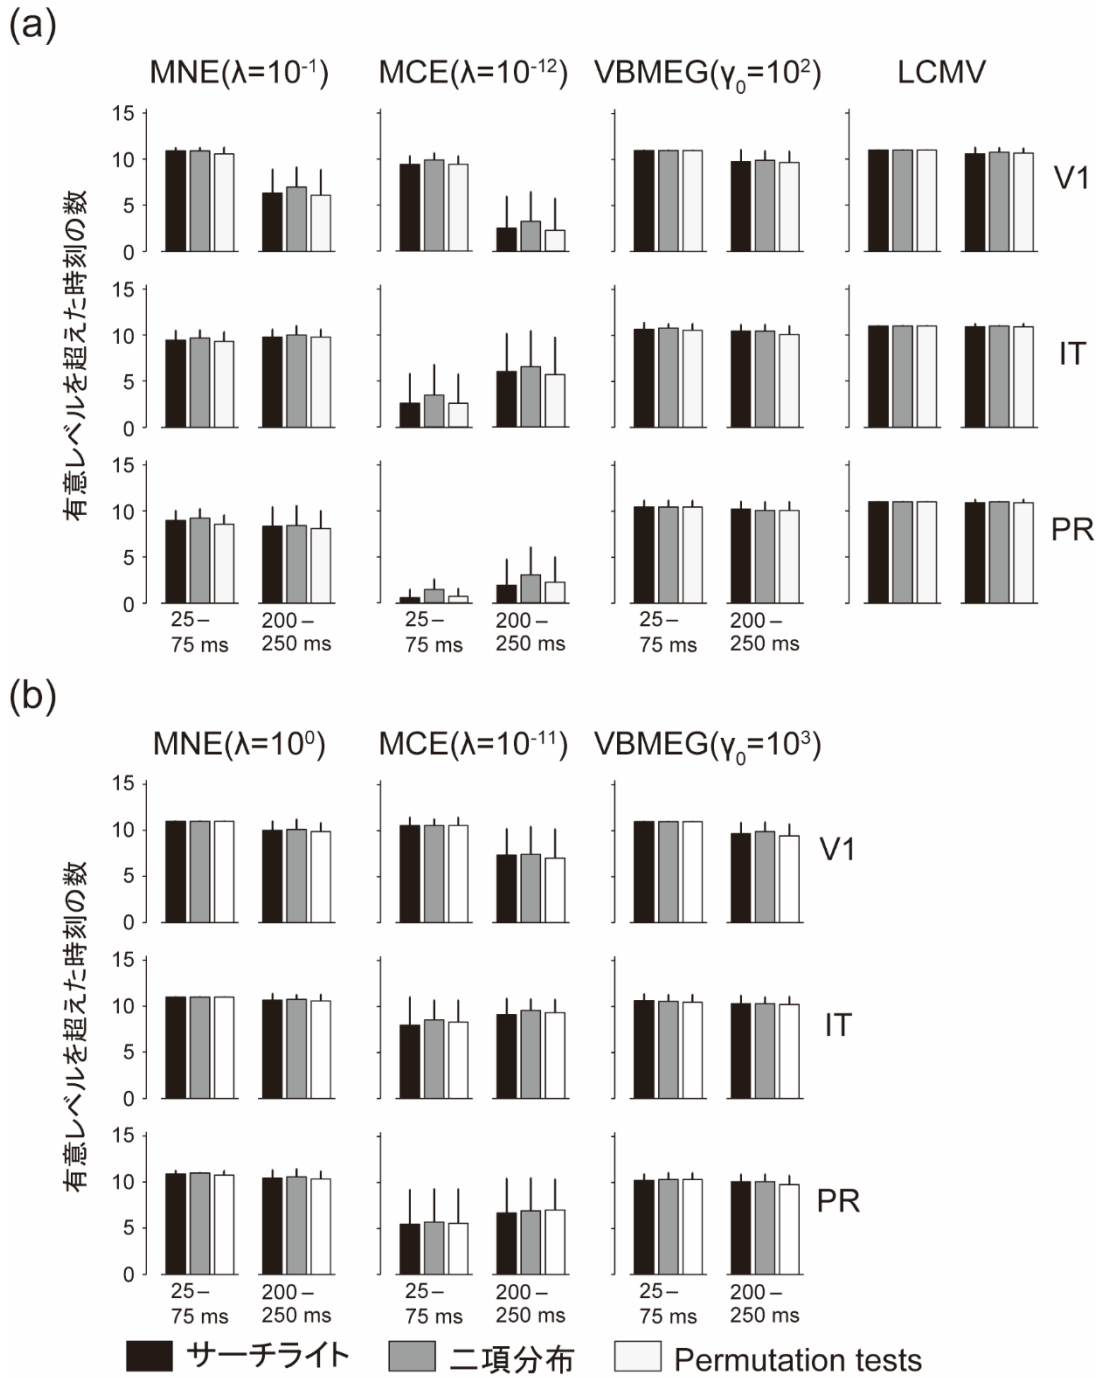 (a)
MNE(λ=10⁻¹) MCE(λ=10⁻¹²) VBMEG(γ₀=10²) LCMV
有意レベルを超えた時刻の数
15
10
5
0
V1
15
10
5
0
IT
15
10
5
0
PR
25– 200– 25– 200– 25– 200–
75 ms 250 ms 75 ms 250 ms 75 ms 250 ms
(b)
MNE(λ=10⁰) MCE(λ=10⁻¹¹) VBMEG(γ₀=10³)
有意レベルを超えた時刻の数
15
10
5
0
V1
15
10
5
0
IT
15
10
5
0
PR
25– 200– 25– 200– 25– 200–
75 ms 250 ms 75 ms 250 ms 75 ms 250 ms
サーチライト 二項分布 Permutation tests